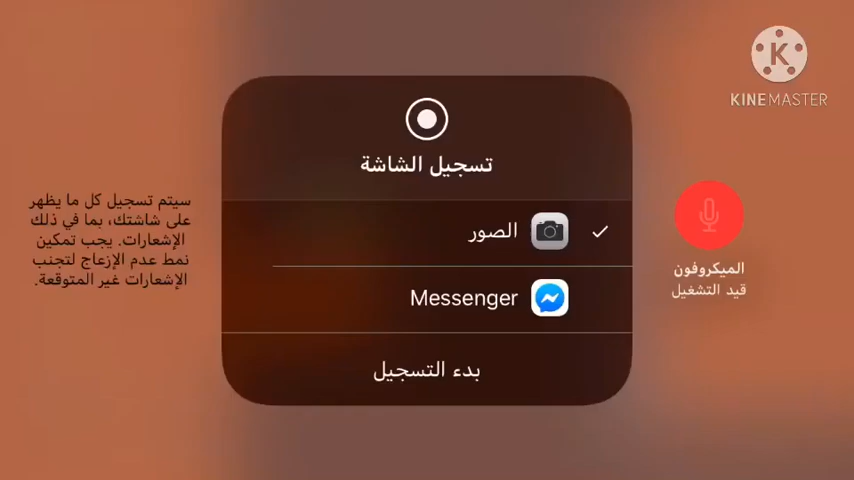 KINEMASTER
تسجيل الشاشة
الصور
Messenger
بدء التسجيل
الميكروفون
قيد التشغيل
سيتم تسجيل كل ما يظهر
على شاشتك، بما في ذلك
الإشعارات. يجب تمكين
نمط عدم الإزعاج لتجنب
الإشعارات غير المتوقعة.